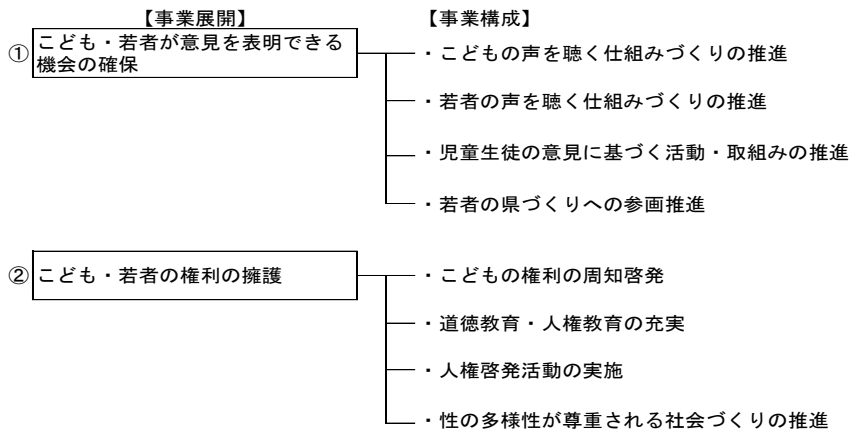 【事業展開】
【事業構成】
① こども・若者が意見を表明できる
機会の確保
・こどもの声を聴く仕組みづくりの推進
・若者の声を聴く仕組みづくりの推進
・児童生徒の意見に基づく活動・取組みの推進
・若者の県づくりへの参画推進
② こども・若者の権利の擁護
・こどもの権利の周知啓発
・道徳教育・人権教育の充実
・人権啓発活動の実施
・性の多様性が尊重される社会づくりの推進